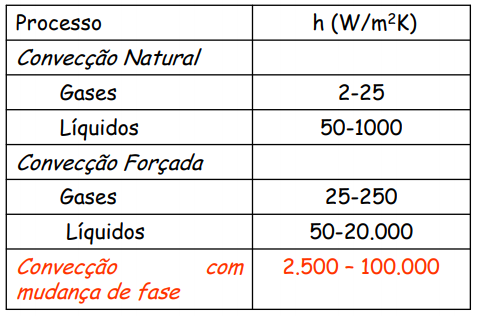 Processo h (W/m²K)
Convecção Natural
Gases 2-25
Líquidos 50-1000
Convecção Forçada
Gases 25-250
Líquidos 50-20.000
Convecção com 2.500 – 100.000
mudança de fase